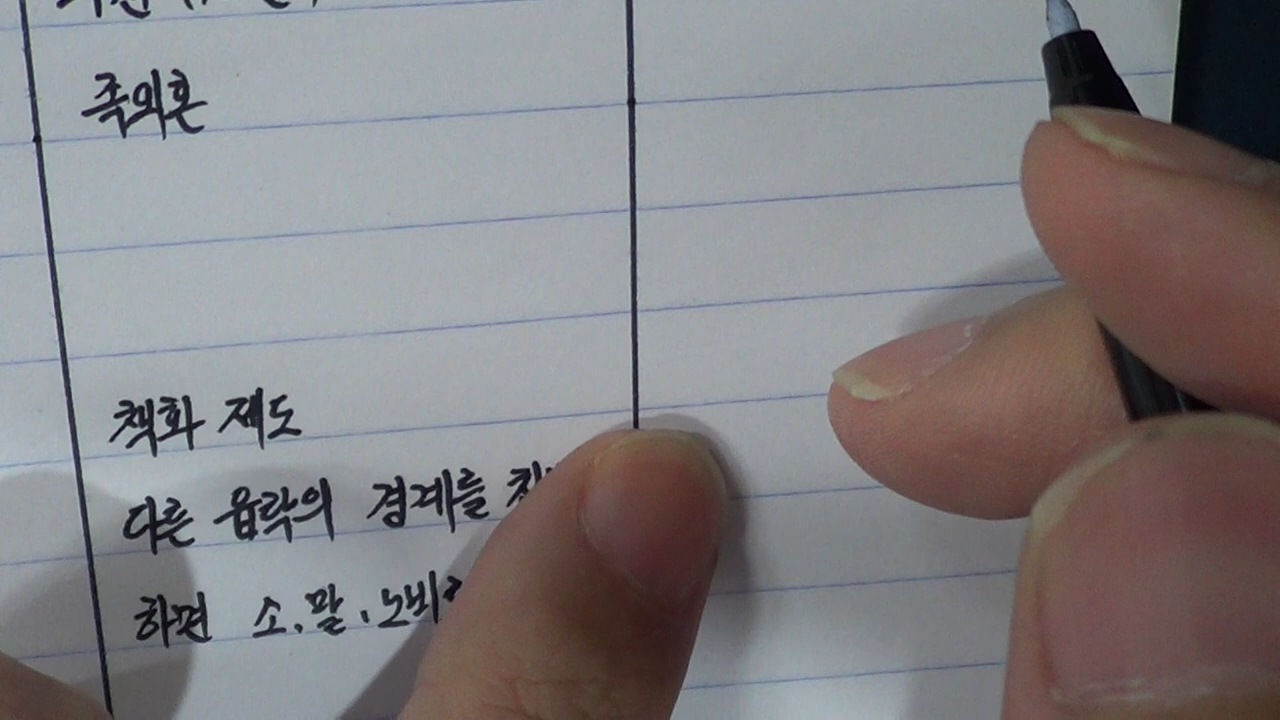 족외혼
책화 제도
다른 읍락의 경계를
하면 소, 말, 노비